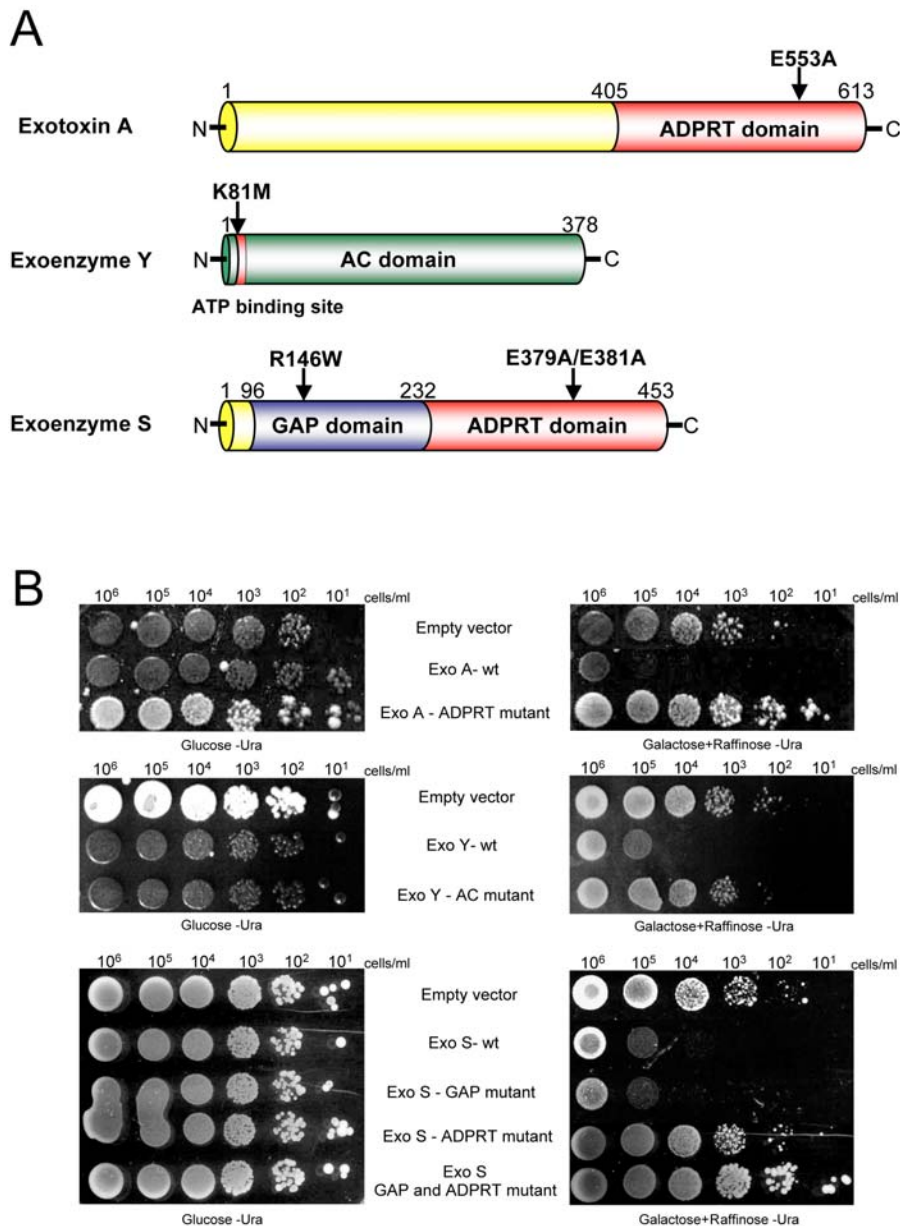 A
E553A
1 405 613
Exotoxin A N ADPRT domain C
K81M
1 378
Exoenzyme Y N AC domain C
ATP binding site
R146W E379A/E381A
1 96 232 453
Exoenzyme S N GAP domain ADPRT domain C
B
10⁶ 10⁵ 10⁴ 10³ 10² 10¹ cells/ml 10⁶ 10⁵ 10⁴ 10³ 10² 10¹ cells/ml
Empty vector
Exo A- wt
Exo A - ADPRT mutant
Glucose -Ura Galactose+Raffinose -Ura
10⁶ 10⁵ 10⁴ 10³ 10² 10¹ cells/ml 10⁶ 10⁵ 10⁴ 10³ 10² 10¹ cells/ml
Empty vector
Exo Y- wt
Exo Y - AC mutant
Glucose -Ura Galactose+Raffinose -Ura
10⁶ 10⁵ 10⁴ 10³ 10² 10¹ cells/ml 10⁶ 10⁵ 10⁴ 10³ 10² 10¹ cells/ml
Empty vector
Exo S- wt
Exo S - GAP mutant
Exo S - ADPRT mutant
Exo S
GAP and ADPRT mutant
Glucose -Ura Galactose+Raffinose -Ura